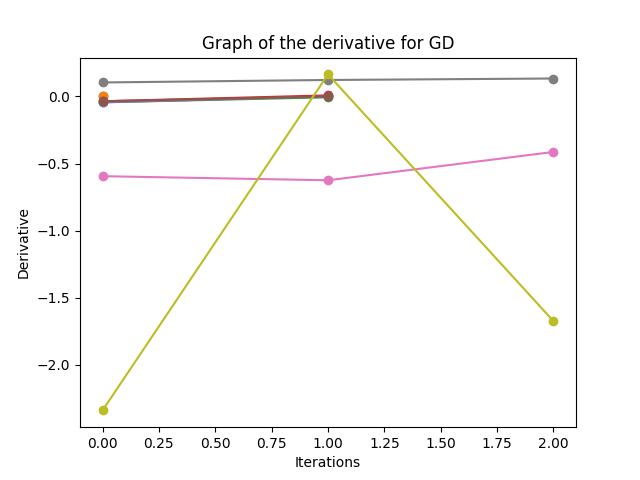 Graph of the derivative for GD
Derivative
0.0
−0.5
−1.0
−1.5
−2.0
0.00 0.25 0.50 0.75 1.00 1.25 1.50 1.75 2.00
Iterations